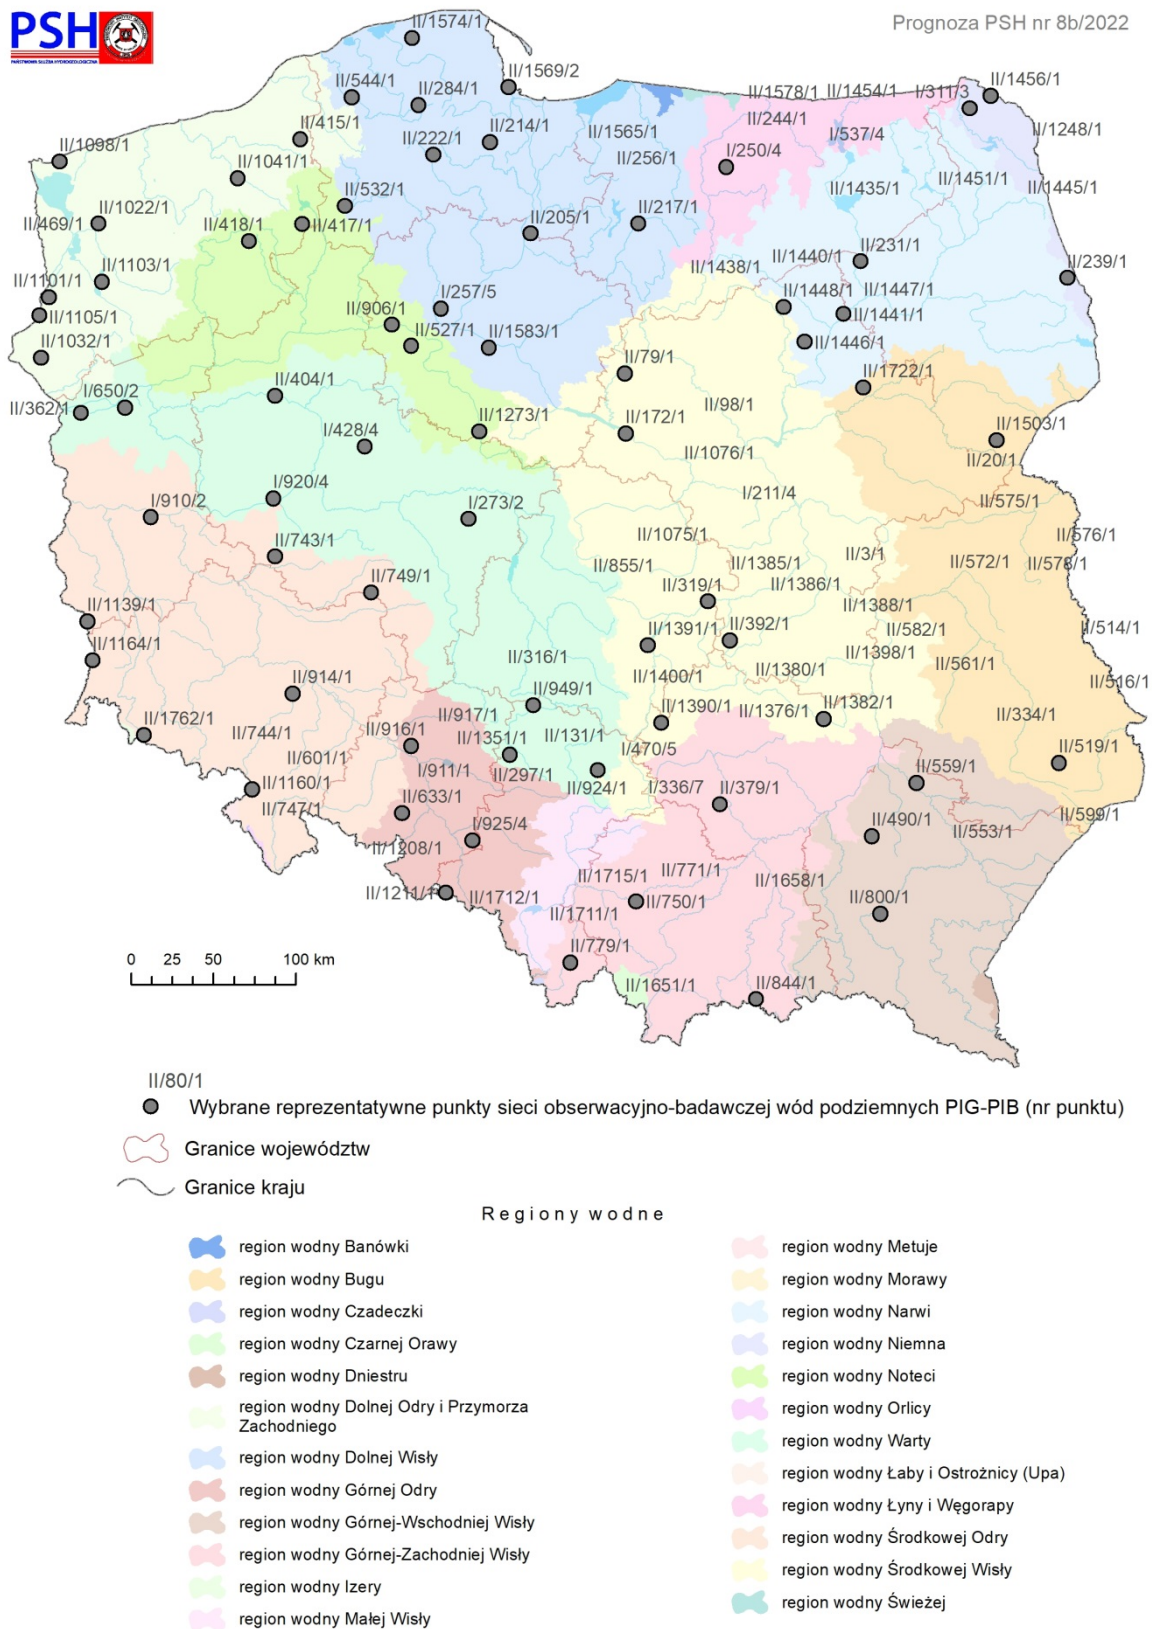 PSH
PAŃSTWOWA SŁUŻBA HYDROGEOLOGICZNA
Prognoza PSH nr 8b/2022
II/1574/1
II/1569/2
II/544/1
II/284/1
II/1578/1
II/1454/1
I/311/3
II/1456/1
II/415/1
II/222/1
II/214/1
II/1565/1
II/244/1
I/537/4
II/1248/1
II/1098/1
II/1041/1
II/256/1
I/250/4
II/1451/1
II/1445/1
II/532/1
II/1435/1
II/1022/1
II/469/1
II/418/1
II/417/1
II/205/1
II/217/1
II/1440/1
II/231/1
II/1438/1
II/239/1
II/1103/1
II/1101/1
I/257/5
II/1448/1
II/1447/1
II/1105/1
II/906/1
II/1441/1
II/1032/1
II/527/1
II/1583/1
II/1446/1
II/79/1
II/1722/1
I/650/2
II/404/1
II/362/1
II/1273/1
II/172/1
II/98/1
II/1503/1
I/428/4
II/1076/1
II/20/1
I/920/4
I/910/2
I/273/2
I/211/4
II/575/1
II/743/1
II/1075/1
II/3/1
II/576/1
II/749/1
II/855/1
II/1385/1
II/572/1
II/578/1
II/319/1
II/1386/1
II/1139/1
II/1388/1
II/1391/1
II/392/1
II/582/1
II/514/1
II/1164/1
II/316/1
II/1398/1
II/561/1
II/914/1
II/949/1
II/1400/1
II/1380/1
II/516/1
II/1762/1
II/744/1
II/917/1
II/916/1
II/1351/1
II/131/1
II/1390/1
II/1376/1
II/1382/1
II/334/1
II/601/1
I/911/1
II/297/1
I/470/5
II/519/1
II/1160/1
II/924/1
I/336/7
II/379/1
II/559/1
II/747/1
II/633/1
I/925/4
II/490/1
II/553/1
II/599/1
II/1208/1
II/1211/1
II/1712/1
II/1715/1
II/771/1
II/1658/1
II/1711/1
II/750/1
II/800/1
II/779/1
II/1651/1
II/844/1
0 25 50 100 km
II/80/1
Wybrane reprezentatywne punkty sieci obserwacyjno-badawczej wód podziemnych PIG-PIB (nr punktu)
Granice województw
Granice kraju
Regiony wodne
region wodny Banówki
region wodny Bugu
region wodny Czadeczki
region wodny Czarnej Orawy
region wodny Dniestru
region wodny Dolnej Odry i Przymorza
Zachodniego
region wodny Dolnej Wisły
region wodny Górnej Odry
region wodny Górnej-Wschodniej Wisły
region wodny Górnej-Zachodniej Wisły
region wodny Izery
region wodny Małej Wisły
region wodny Metuje
region wodny Morawy
region wodny Narwi
region wodny Niemna
region wodny Noteci
region wodny Orlicy
region wodny Warty
region wodny Łaby i Ostrożnicy (Upa)
region wodny Łyny i Węgorapy
region wodny Środkowej Odry
region wodny Środkowej Wisły
region wodny Świeżej